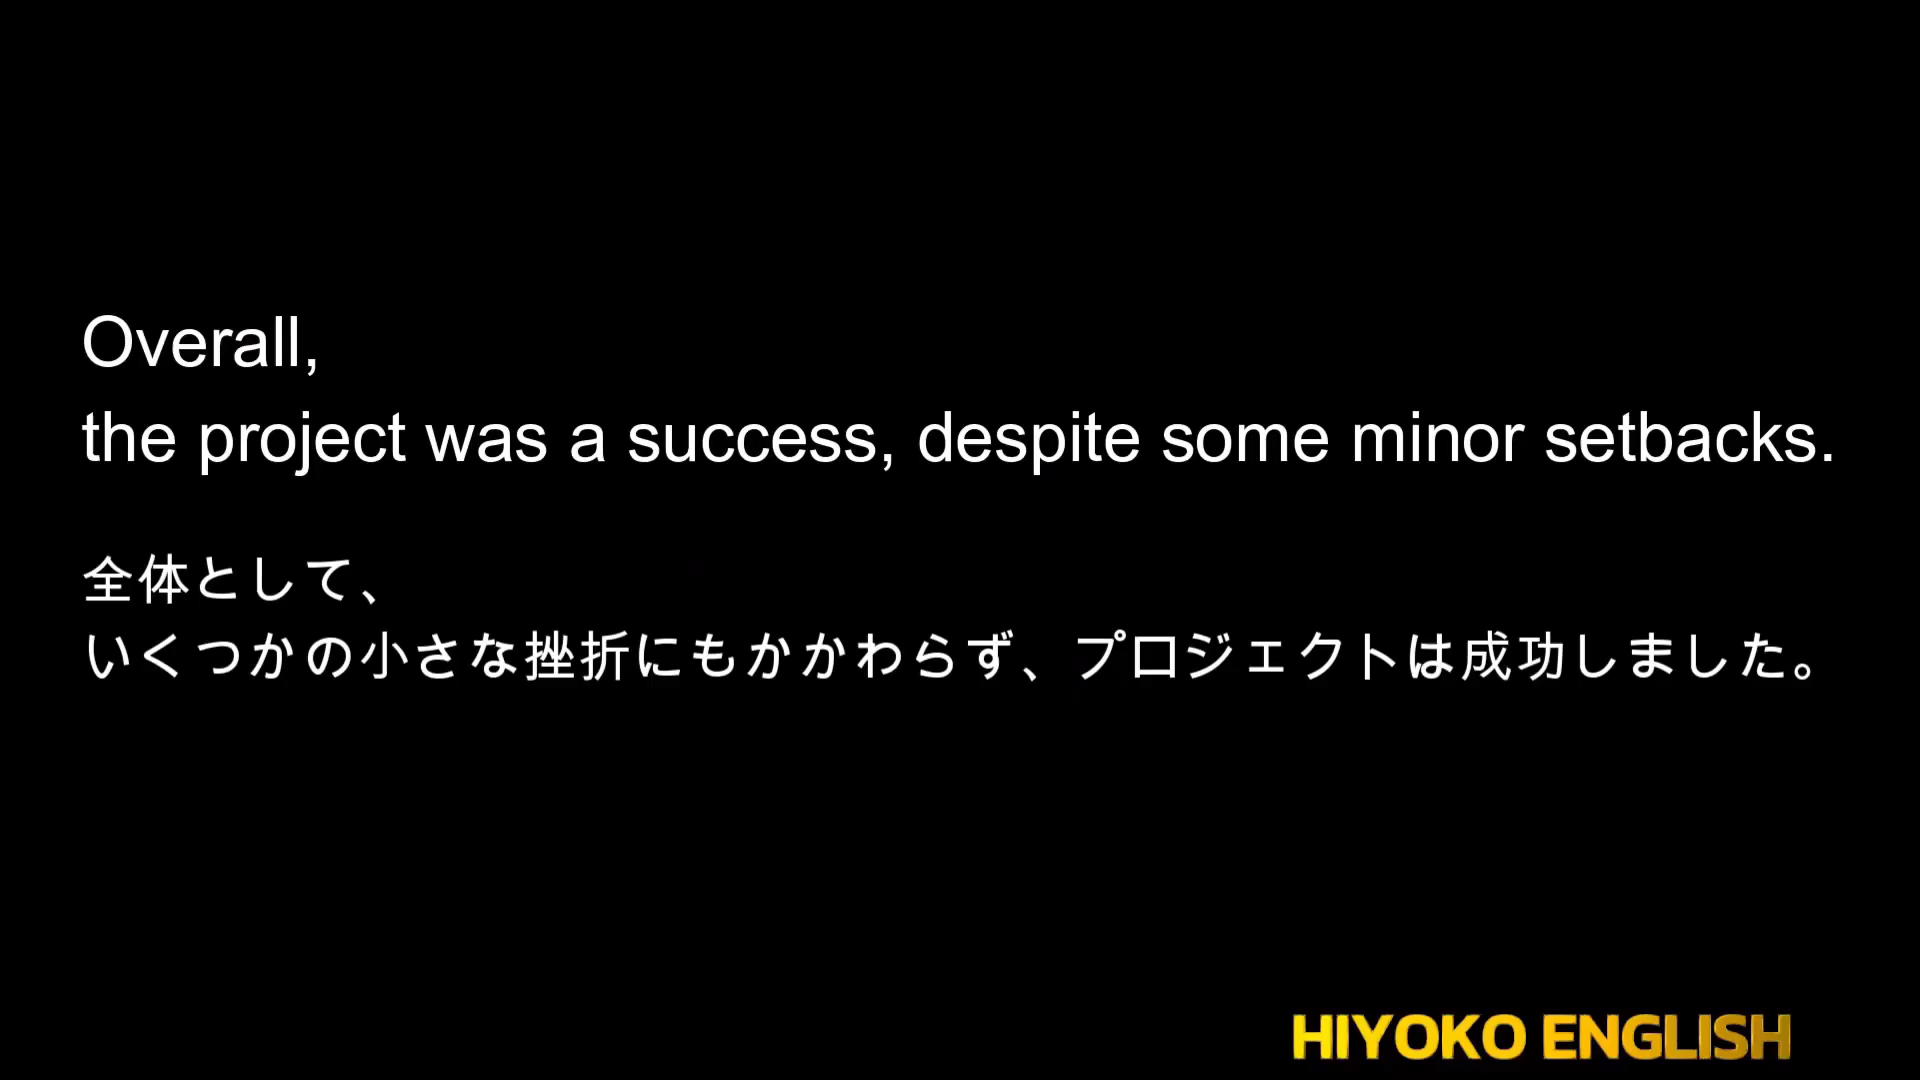 Overall,
the project was a success, despite some minor setbacks.
全体として、
いくつかの小さな挫折にもかかわらず、プロジェクトは成功しました。
HIYOKO ENGLISH